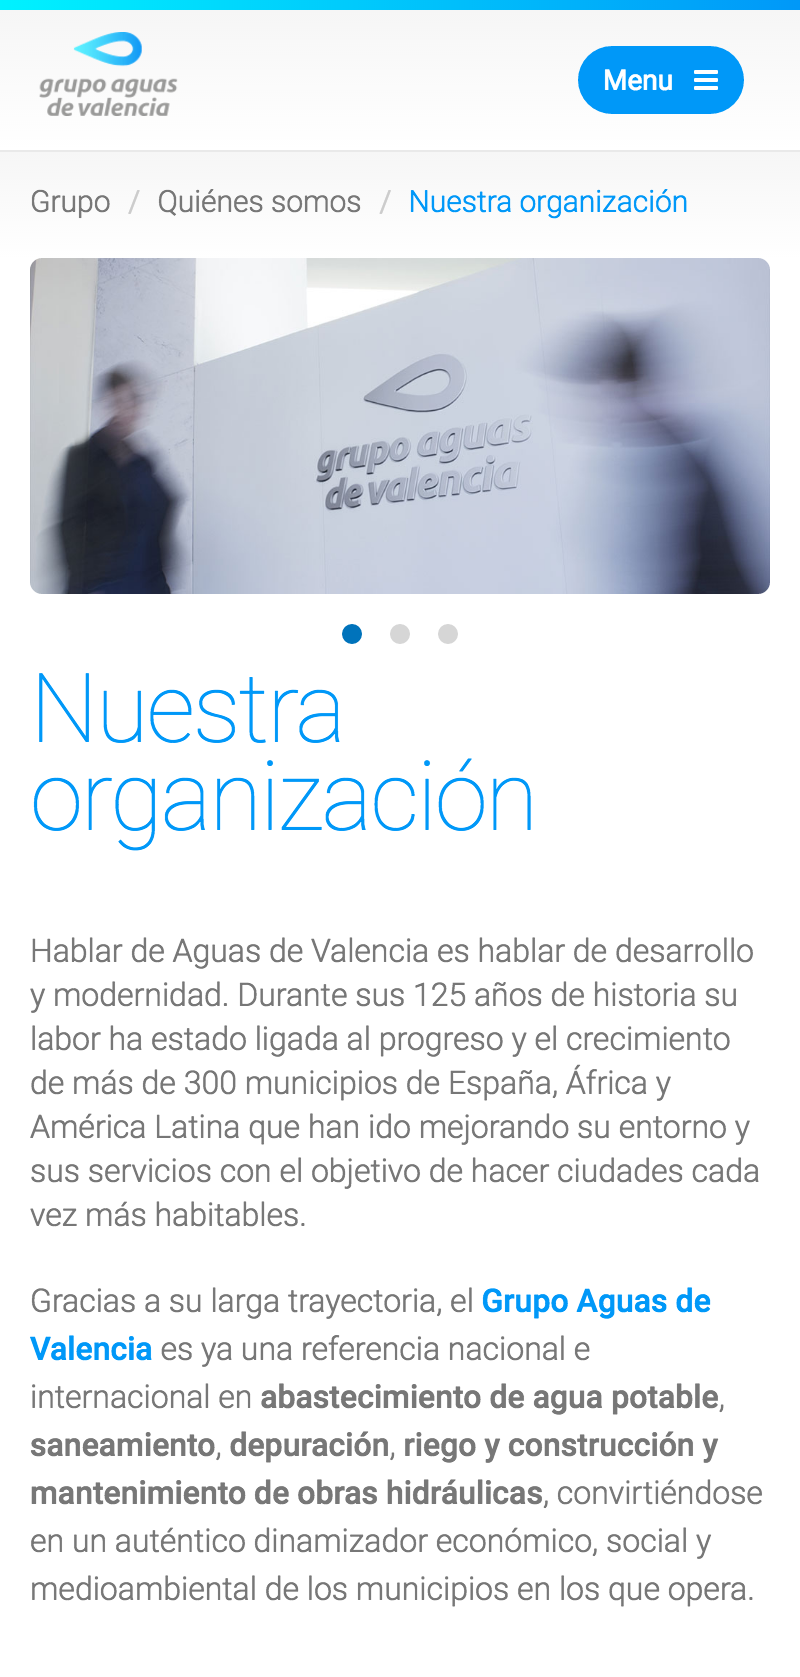 grupo aguas
de valencia
Menu
Grupo / Quiénes somos / Nuestra organización
grupo aguas
de valencia
Nuestra
organización
Hablar de Aguas de Valencia es hablar de desarrollo
y modernidad. Durante sus 125 años de historia su
labor ha estado ligada al progreso y el crecimiento
de más de 300 municipios de España, África y
América Latina que han ido mejorando su entorno y
sus servicios con el objetivo de hacer ciudades cada
vez más habitables.
Gracias a su larga trayectoria, el Grupo Aguas de
Valencia es ya una referencia nacional e
internacional en abastecimiento de agua potable,
saneamiento, depuración, riego y construcción y
mantenimiento de obras hidráulicas, convirtiéndose
en un auténtico dinamizador económico, social y
medioambiental de los municipios en los que opera.